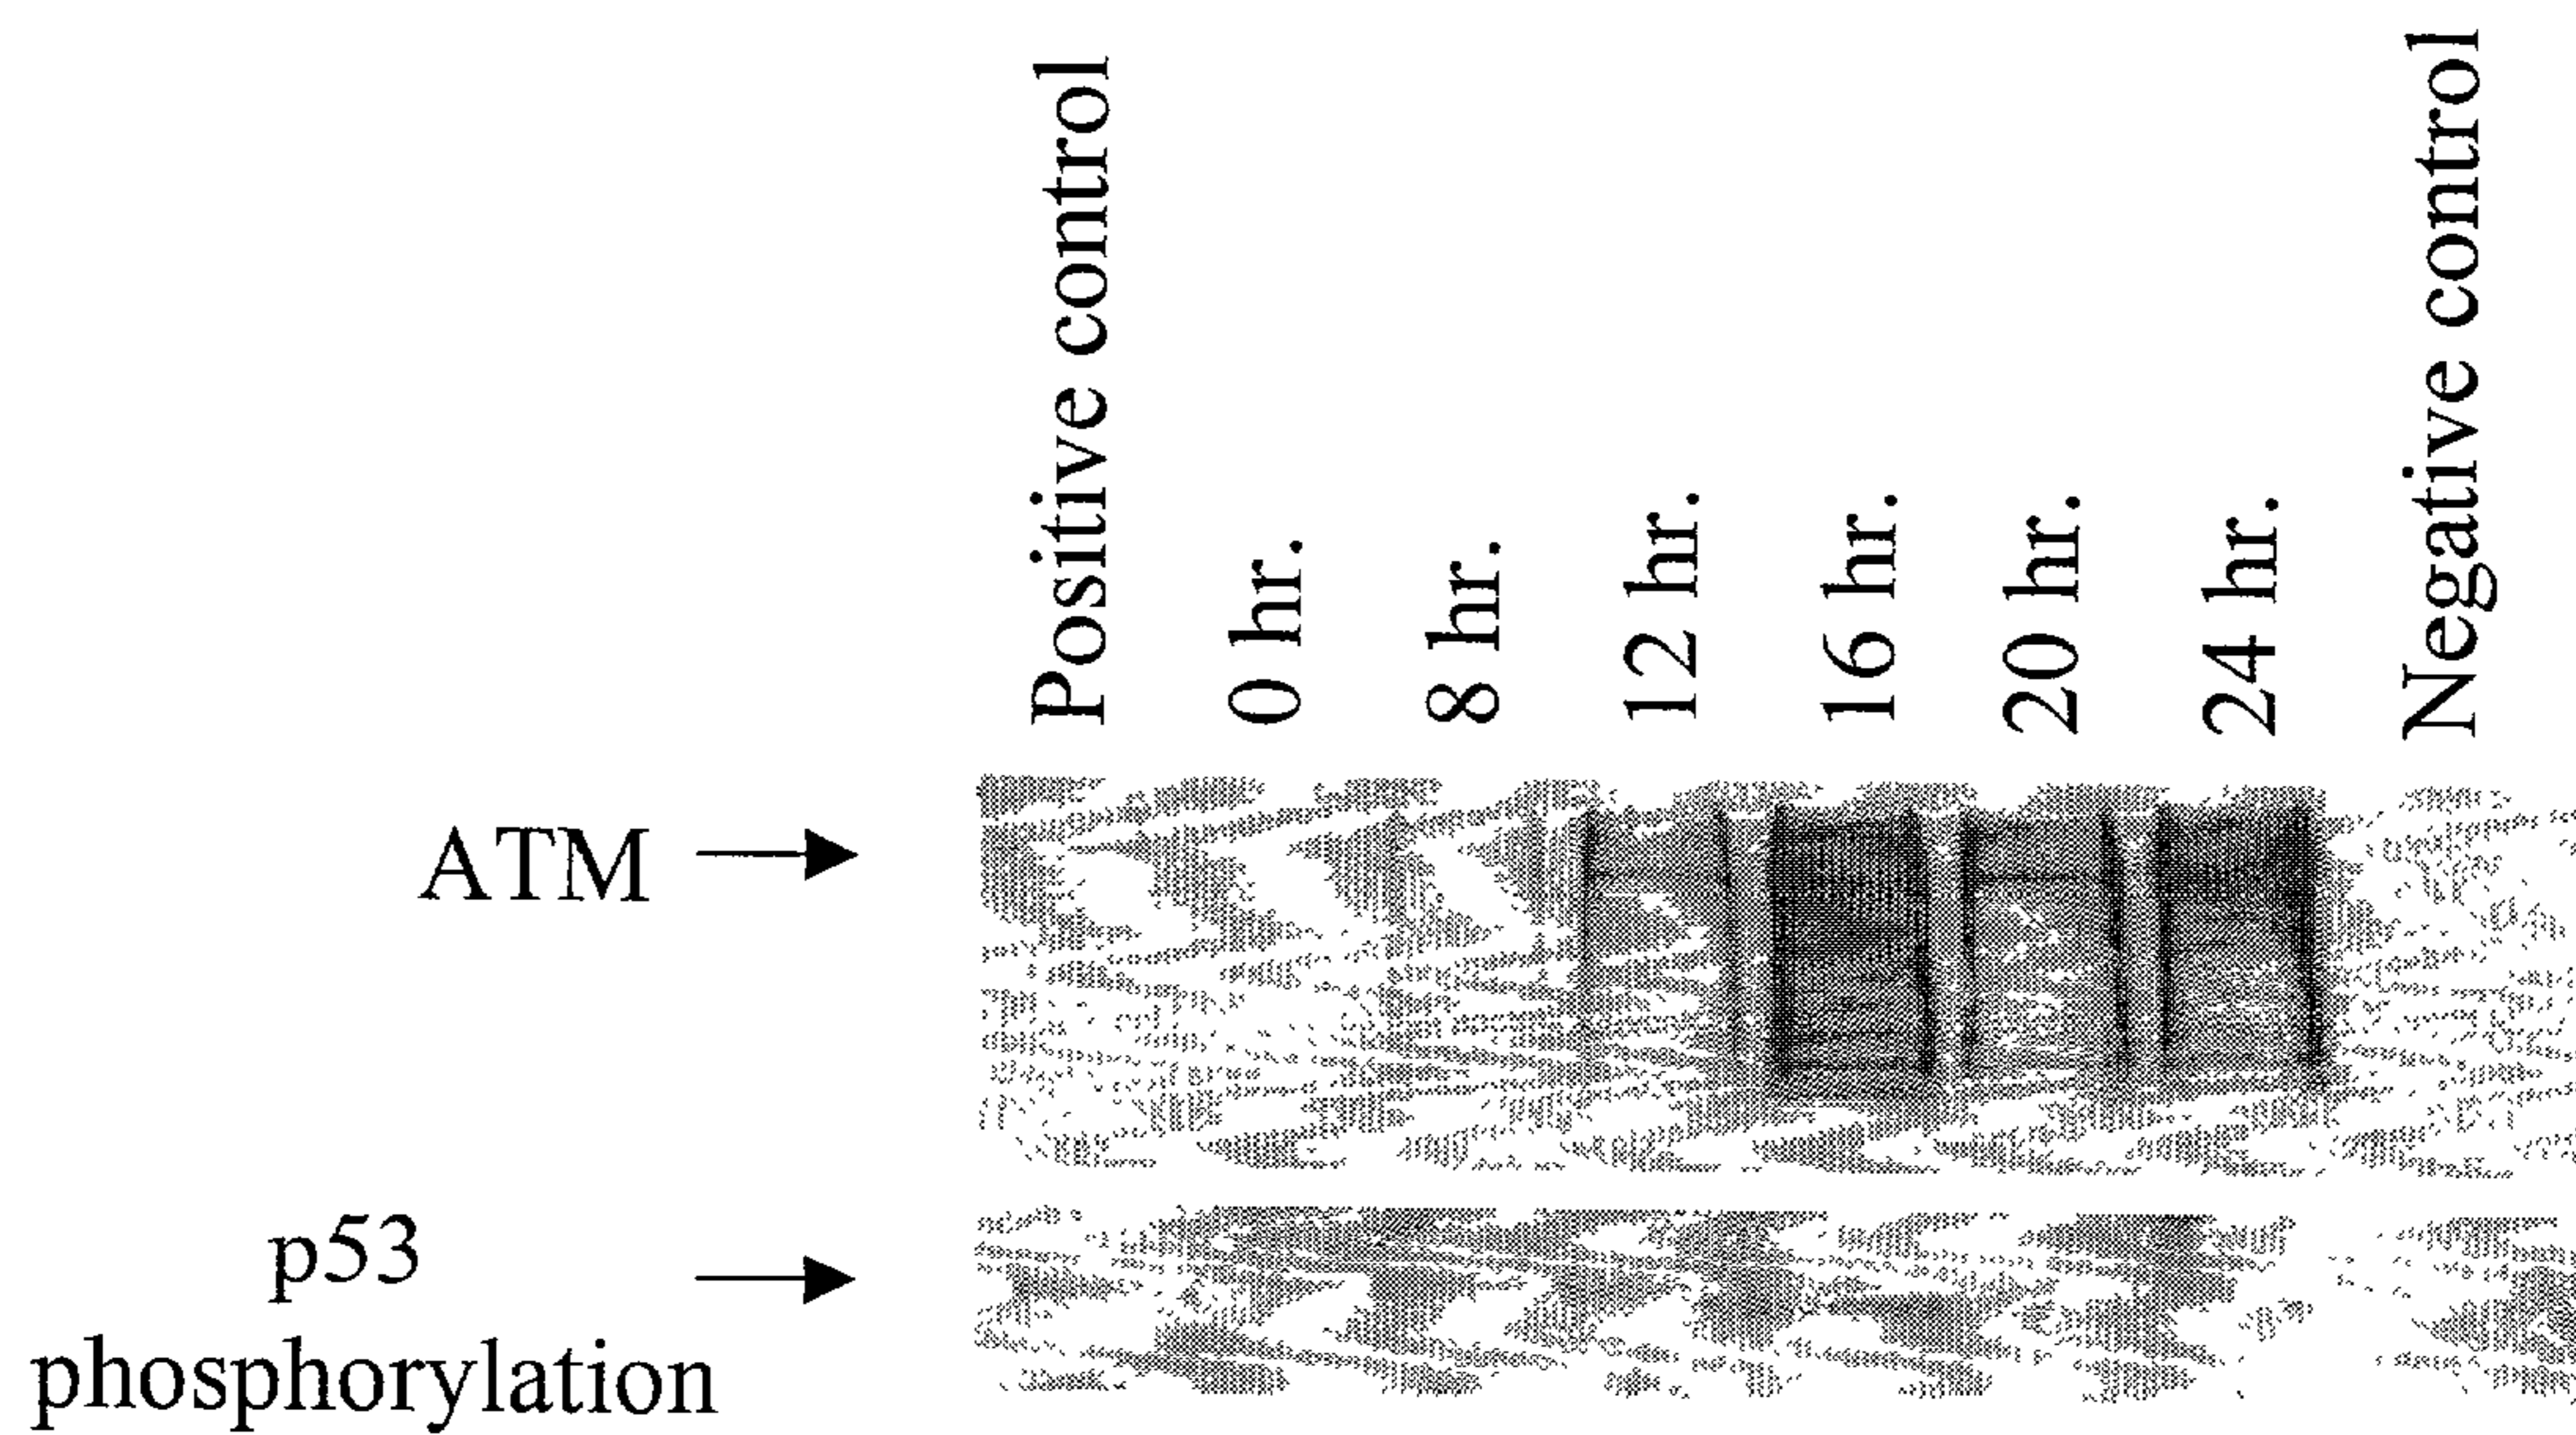 Positive control
0 hr.
8 hr.
12 hr.
16 hr.
20 hr.
24 hr.
Negative control
ATM
p53
phosphorylation